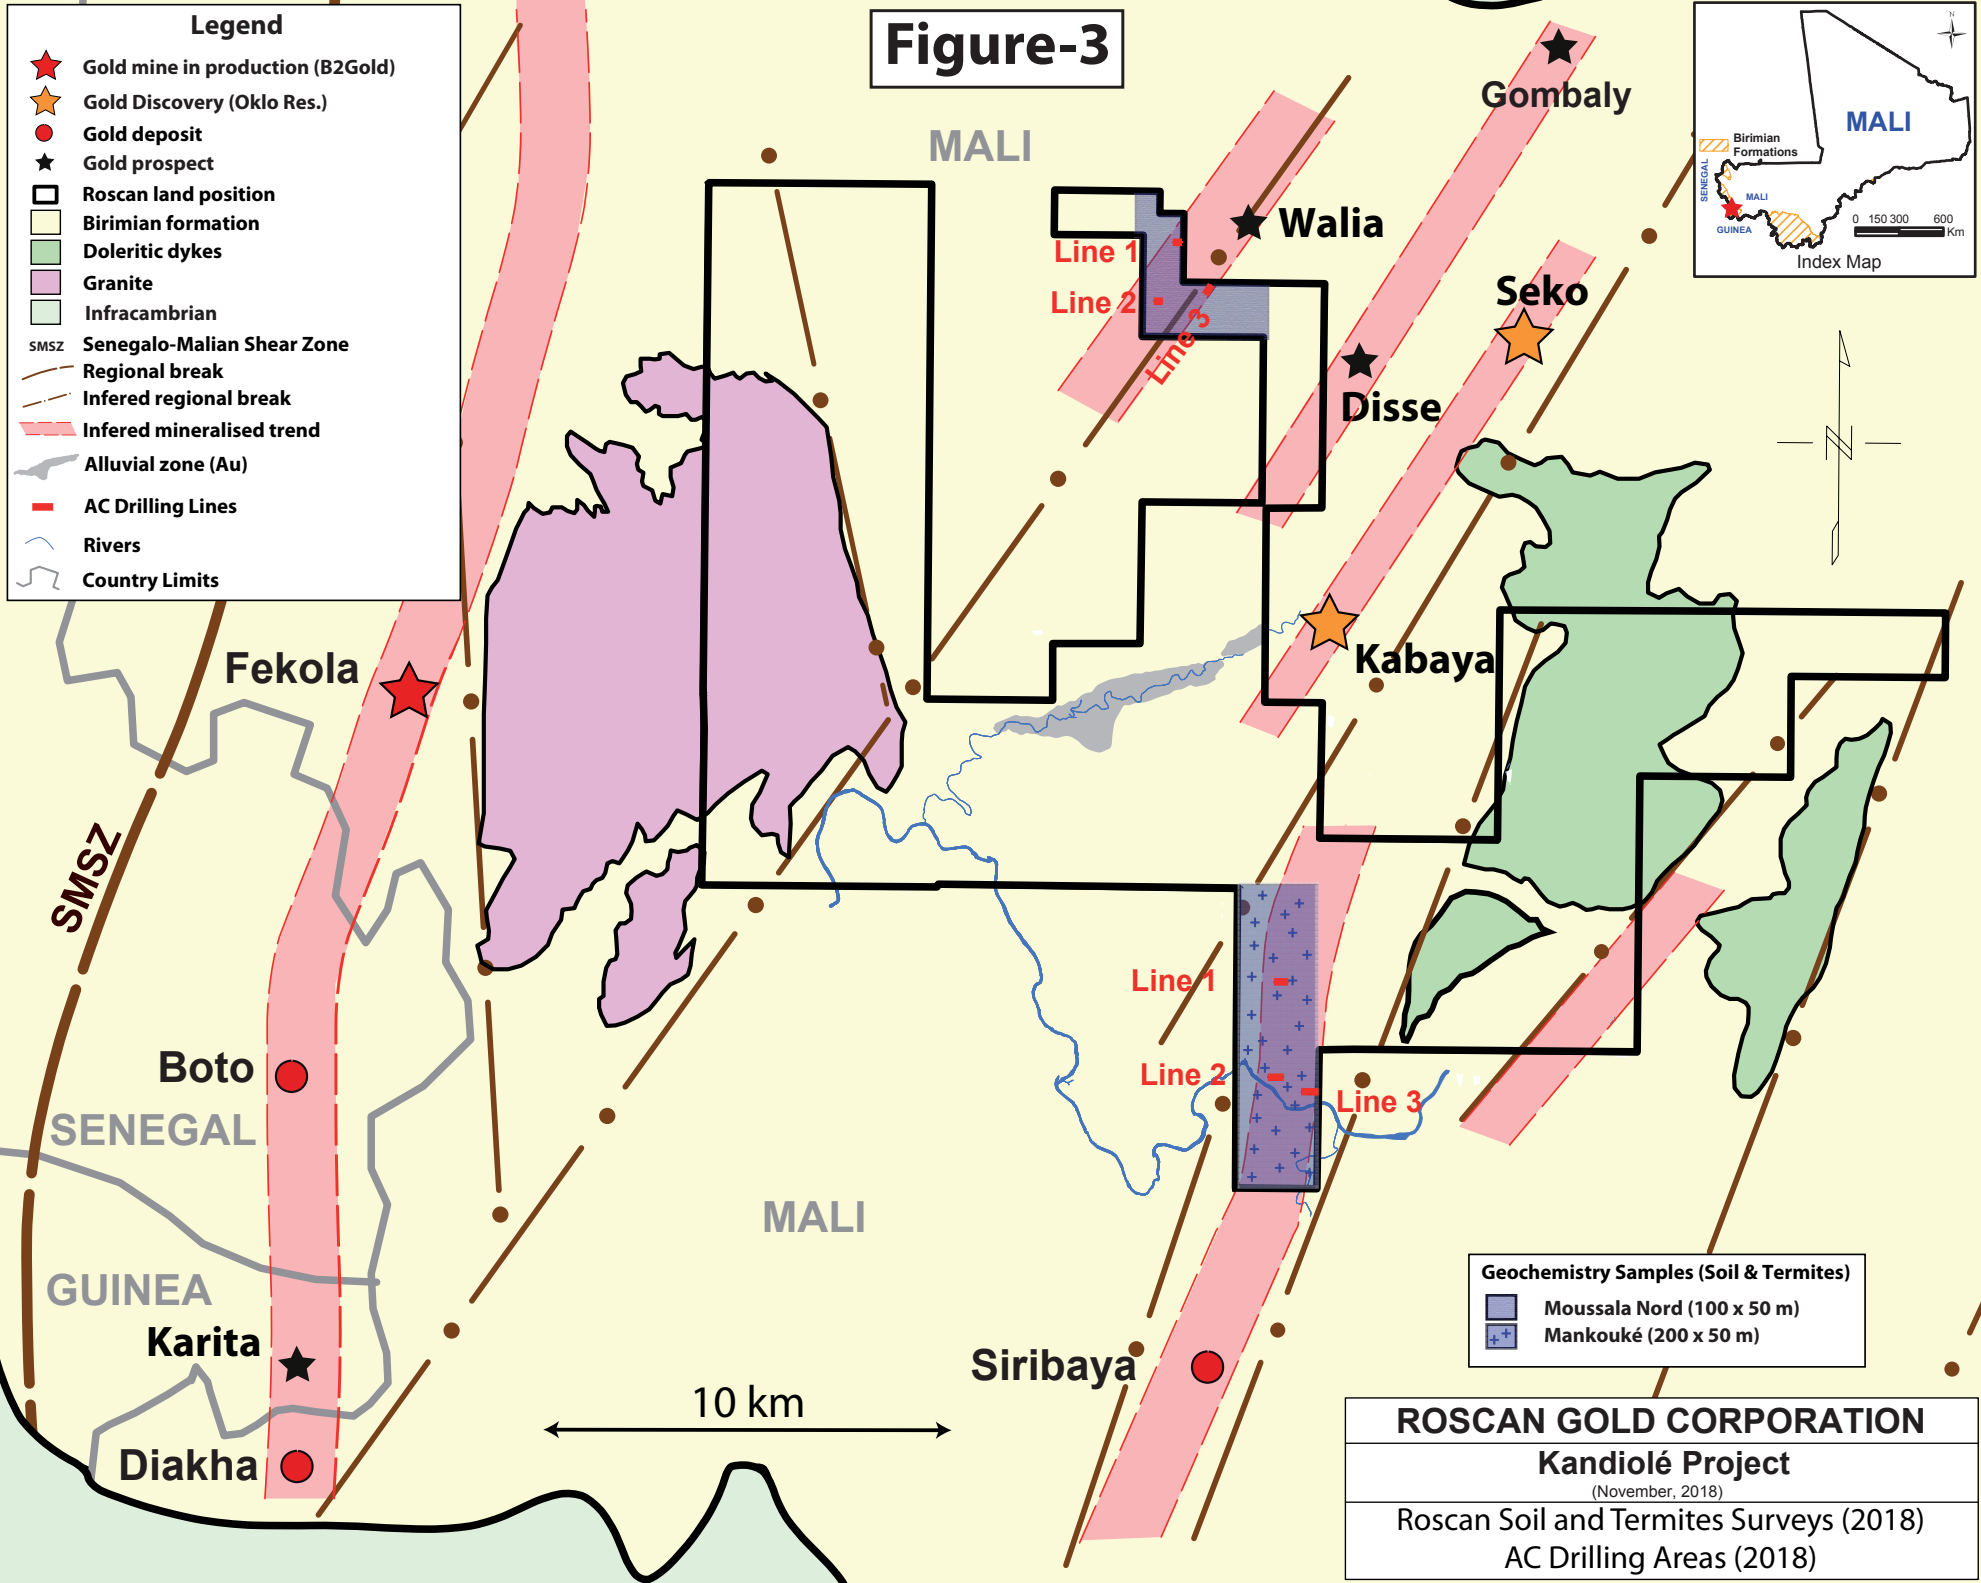 Legend
Gold mine in production (B2Gold)
Gold Discovery (Oklo Res.)
Gold deposit
Gold prospect
Roscan land position
Birimian formation
Doleritic dykes
Granite
Infracambrian
SMSZ Senegalo-Malian Shear Zone
Regional break
Infered regional break
Infered mineralised trend
Alluvial zone (Au)
AC Drilling Lines
Rivers
Country Limits
Figure-3
MALI
Gombaly
N
MALI
Birimian
Formations
SENEGAL
MALI
GUINEA
0 150 300 600
Km
Index Map
Walia
Line 1
Line 2
Line 3
Seko
Disse
N
Kabaya
Fekola
SMSZ
Line 1
Line 2
Line 3
Boto
SENEGAL
MALI
GUINEA
Karita
Siribaya
Diakha
10 km
Geochemistry Samples (Soil & Termites)
Moussala Nord (100 x 50 m)
Mankouké (200 x 50 m)
ROSCAN GOLD CORPORATION
Kandiolé Project
(November, 2018)
Roscan Soil and Termites Surveys (2018)
AC Drilling Areas (2018)